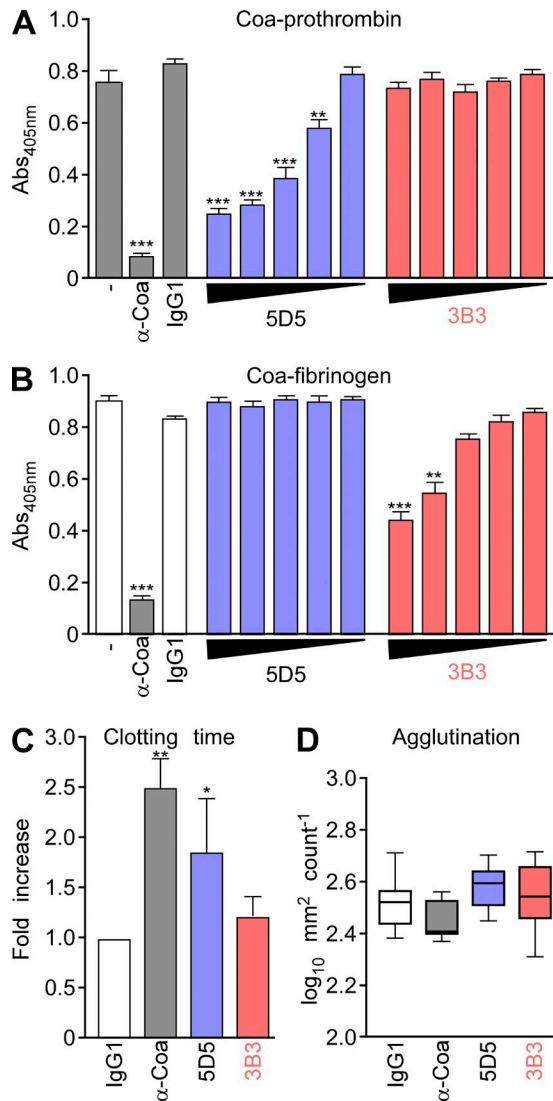 A
Coa-prothrombin
Abs405nm
1.0
0.8
0.6
0.4
0.2
0
***
***
***
***
**
-
α-Coa
IgG1
5D5
3B3
B
Coa-fibrinogen
Abs405nm
1.0
0.8
0.6
0.4
0.2
0
***
***
**
-
α-Coa
IgG1
5D5
3B3
C
Clotting time
Fold increase
3.0
2.5
2.0
1.5
1.0
0.5
0
**
*
IgG1
α-Coa
5D5
3B3
D
Agglutination
log10 mm2 count-1
3.0
2.8
2.6
2.4
2.2
2.0
IgG1
α-Coa
5D5
3B3